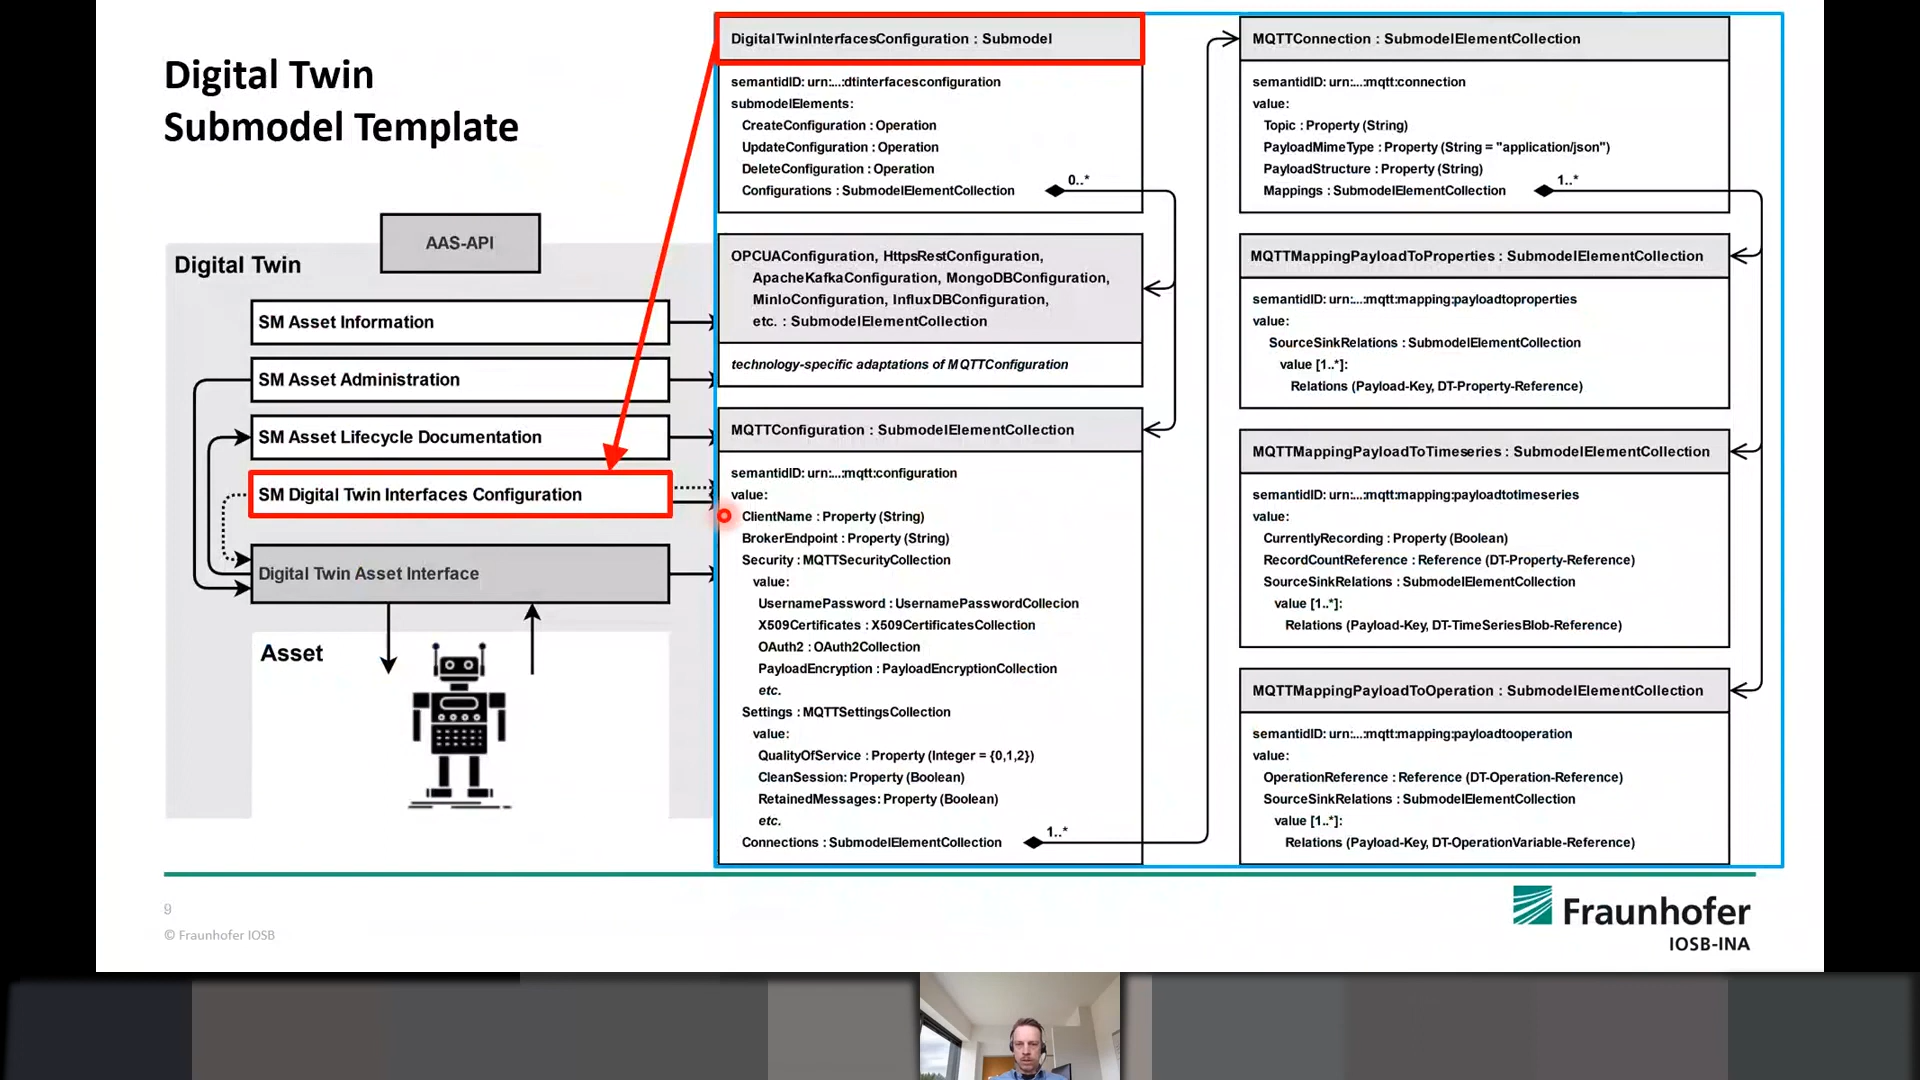 Digital Twin
Submodel Template
AAS-API
Digital Twin
SM Asset Information
SM Asset Administration
SM Asset Lifecycle Documentation
SM Digital Twin Interfaces Configuration
Digital Twin Asset Interface
Asset
DigitalTwinInterfacesConfiguration : Submodel
semanticID: urn:...:dtinterfacesconfiguration
submodelElements:
CreateConfiguration : Operation
UpdateConfiguration : Operation
DeleteConfiguration : Operation
Configurations : SubmodelElementCollection
0..*
OPCUAConfiguration, HttpsRestConfiguration,
ApacheKafkaConfiguration, MongoDBConfiguration,
MinIoConfiguration, InfluxDBConfiguration,
etc. : SubmodelElementCollection
technology-specific adaptations of MQTTConfiguration
MQTTConfiguration : SubmodelElementCollection
semanticID: urn:...:mqtt:configuration
value:
ClientName : Property (String)
BrokerEndpoint : Property (String)
Security : MQTTSecurityCollection
value:
UsernamePassword : UsernamePasswordCollecion
X509Certificates : X509CertificatesCollection
OAuth2 : OAuth2Collection
PayloadEncryption : PayloadEncryptionCollection
etc.
Settings : MQTTSettingsCollection
value:
QualityOfService : Property (Integer = {0,1,2})
CleanSession: Property (Boolean)
RetainedMessages: Property (Boolean)
etc.
Connections : SubmodelElementCollection
1..*
MQTTConnection : SubmodelElementCollection
semantidID: urn:...:mqtt:connection
value:
Topic : Property (String)
PayloadMimeType : Property (String = "application/json")
PayloadStructure : Property (String)
Mappings : SubmodelElementCollection
1..*
MQTTMappingPayloadToProperties : SubmodelElementCollection
semantidID: urn:...:mqtt:mapping:payloadtoproperties
value:
SourceSinkRelations : SubmodelElementCollection
value [1..*]:
Relations (Payload-Key, DT-Property-Reference)
MQTTMappingPayloadToTimeseries : SubmodelElementCollection
semantidID: urn:...:mqtt:mapping:payloadtotimeseries
value:
CurrentlyRecording : Property (Boolean)
RecordCountReference : Reference (DT-Property-Reference)
SourceSinkRelations : SubmodelElementCollection
value [1..*]:
Relations (Payload-Key, DT-TimeSeriesBlob-Reference)
MQTTMappingPayloadToOperation : SubmodelElementCollection
semantidID: urn:...:mqtt:mapping:payloadtooperation
value:
OperationReference : Reference (DT-Operation-Reference)
SourceSinkRelations : SubmodelElementCollection
value [1..*]:
Relations (Payload-Key, DT-OperationVariable-Reference)
9
© Fraunhofer IOSB
Fraunhofer
IOSB-INA